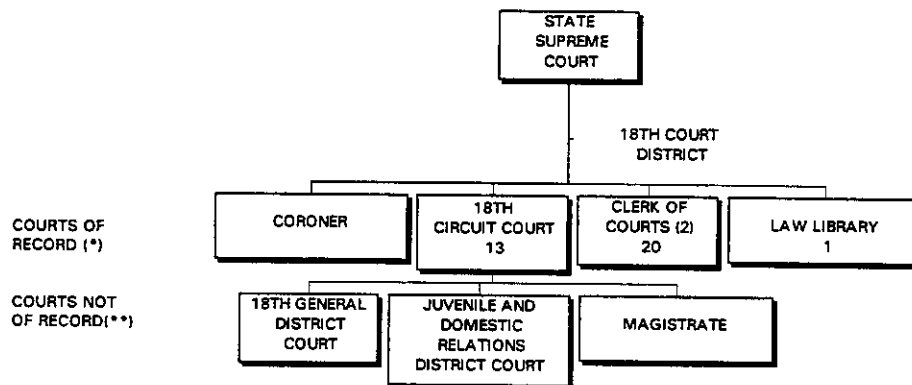 STATE
SUPREME
COURT
18TH COURT
DISTRICT
COURTS OF
RECORD (*)
CORONER
18TH
CIRCUIT COURT
13
CLERK OF
COURTS (2)
20
LAW LIBRARY
1
COURTS NOT
OF RECORD(**)
18TH GENERAL
DISTRICT
COURT
JUVENILE AND
DOMESTIC
RELATIONS
DISTRICT COURT
MAGISTRATE